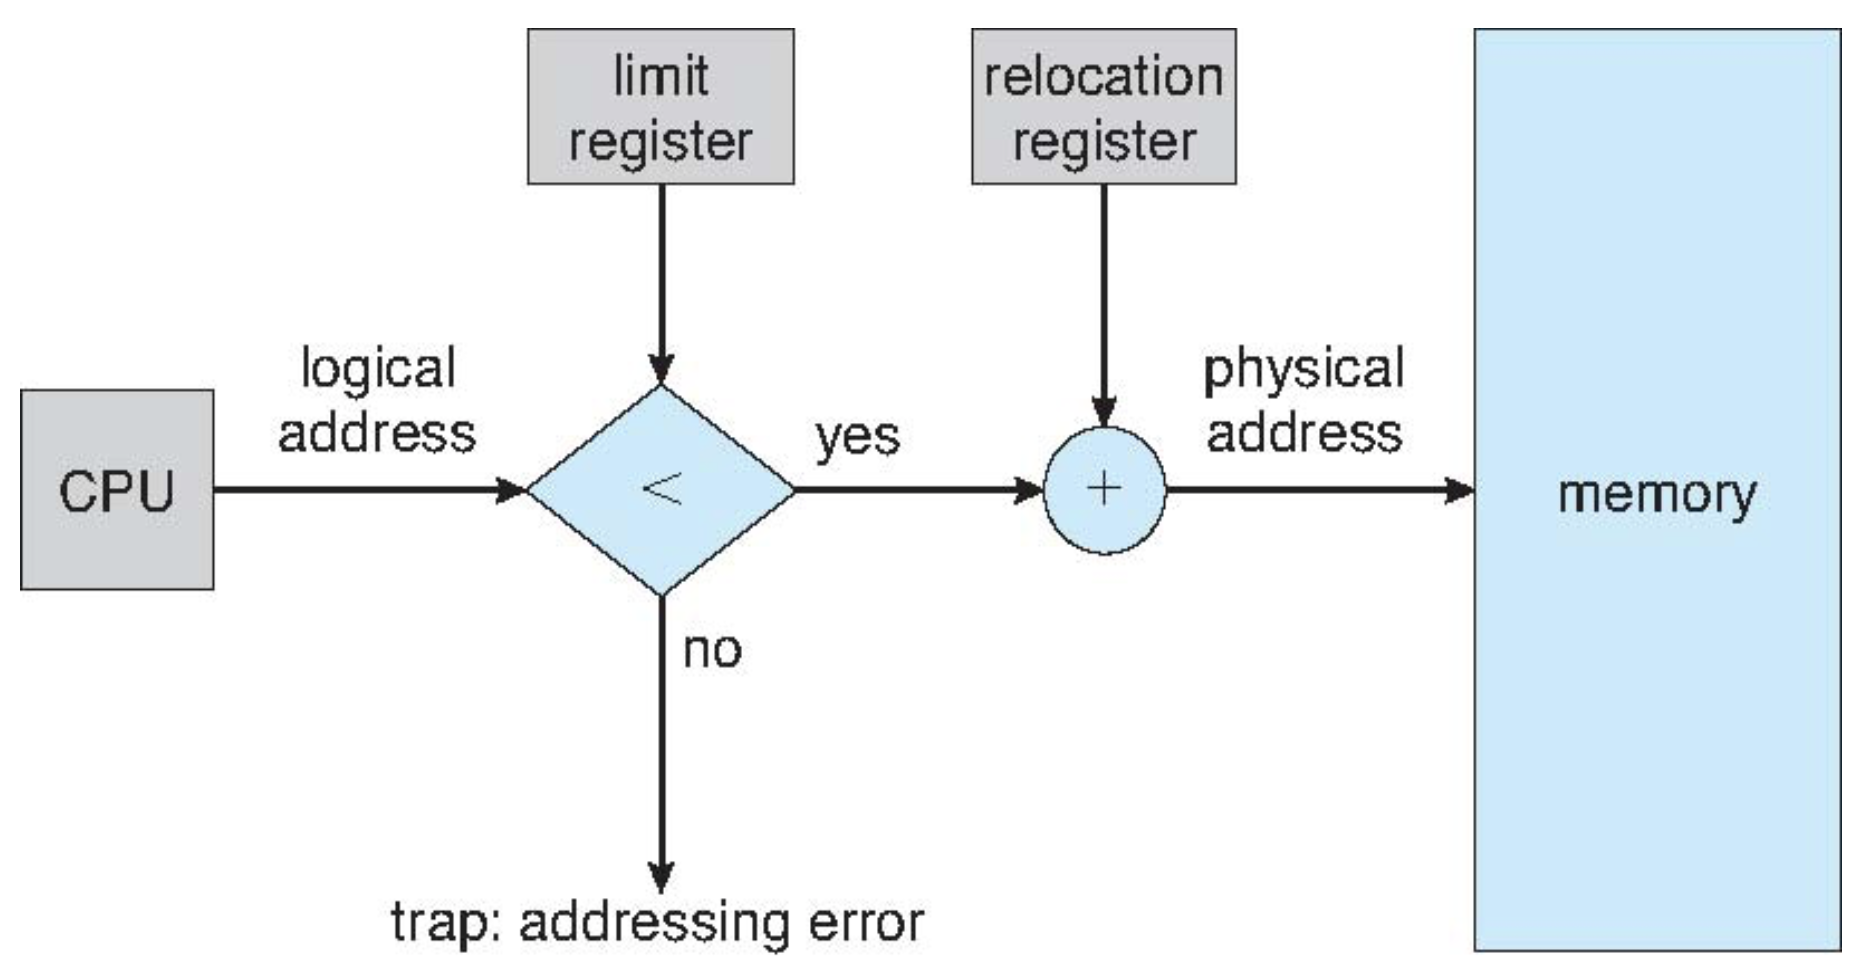 limit
register
relocation
register
logical
address
physical
address
CPU
<
yes
+
memory
no
trap: addressing error